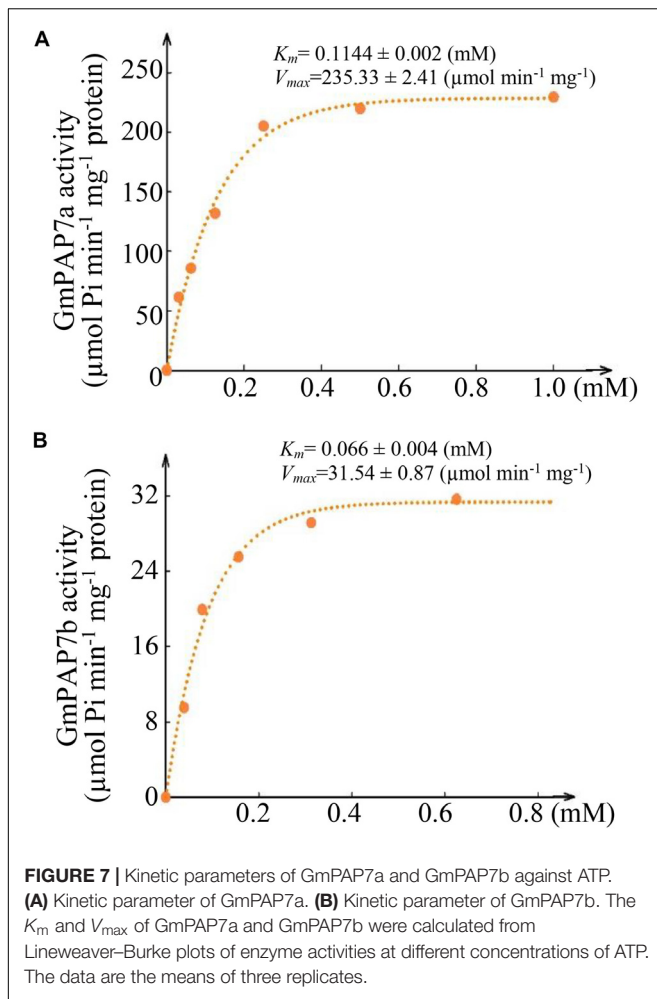 A
K_m= 0.1144 ± 0.002 (mM)
V_max=235.33 ± 2.41 (µmol min⁻¹ mg⁻¹)
GmPAP7a activity
(µmol Pi min⁻¹ mg⁻¹ protein)
250
200
150
100
50
0
0.2 0.4 0.6 0.8 1.0 (mM)
B
K_m= 0.066 ± 0.004 (mM)
V_max=31.54 ± 0.87 (µmol min⁻¹ mg⁻¹)
GmPAP7b activity
(µmol Pi min⁻¹ mg⁻¹ protein)
32
24
16
8
0
0.2 0.4 0.6 0.8 (mM)
FIGURE 7 | Kinetic parameters of GmPAP7a and GmPAP7b against ATP.
(A) Kinetic parameter of GmPAP7a. (B) Kinetic parameter of GmPAP7b. The
K_m and V_max of GmPAP7a and GmPAP7b were calculated from
Lineweaver–Burke plots of enzyme activities at different concentrations of ATP.
The data are the means of three replicates.